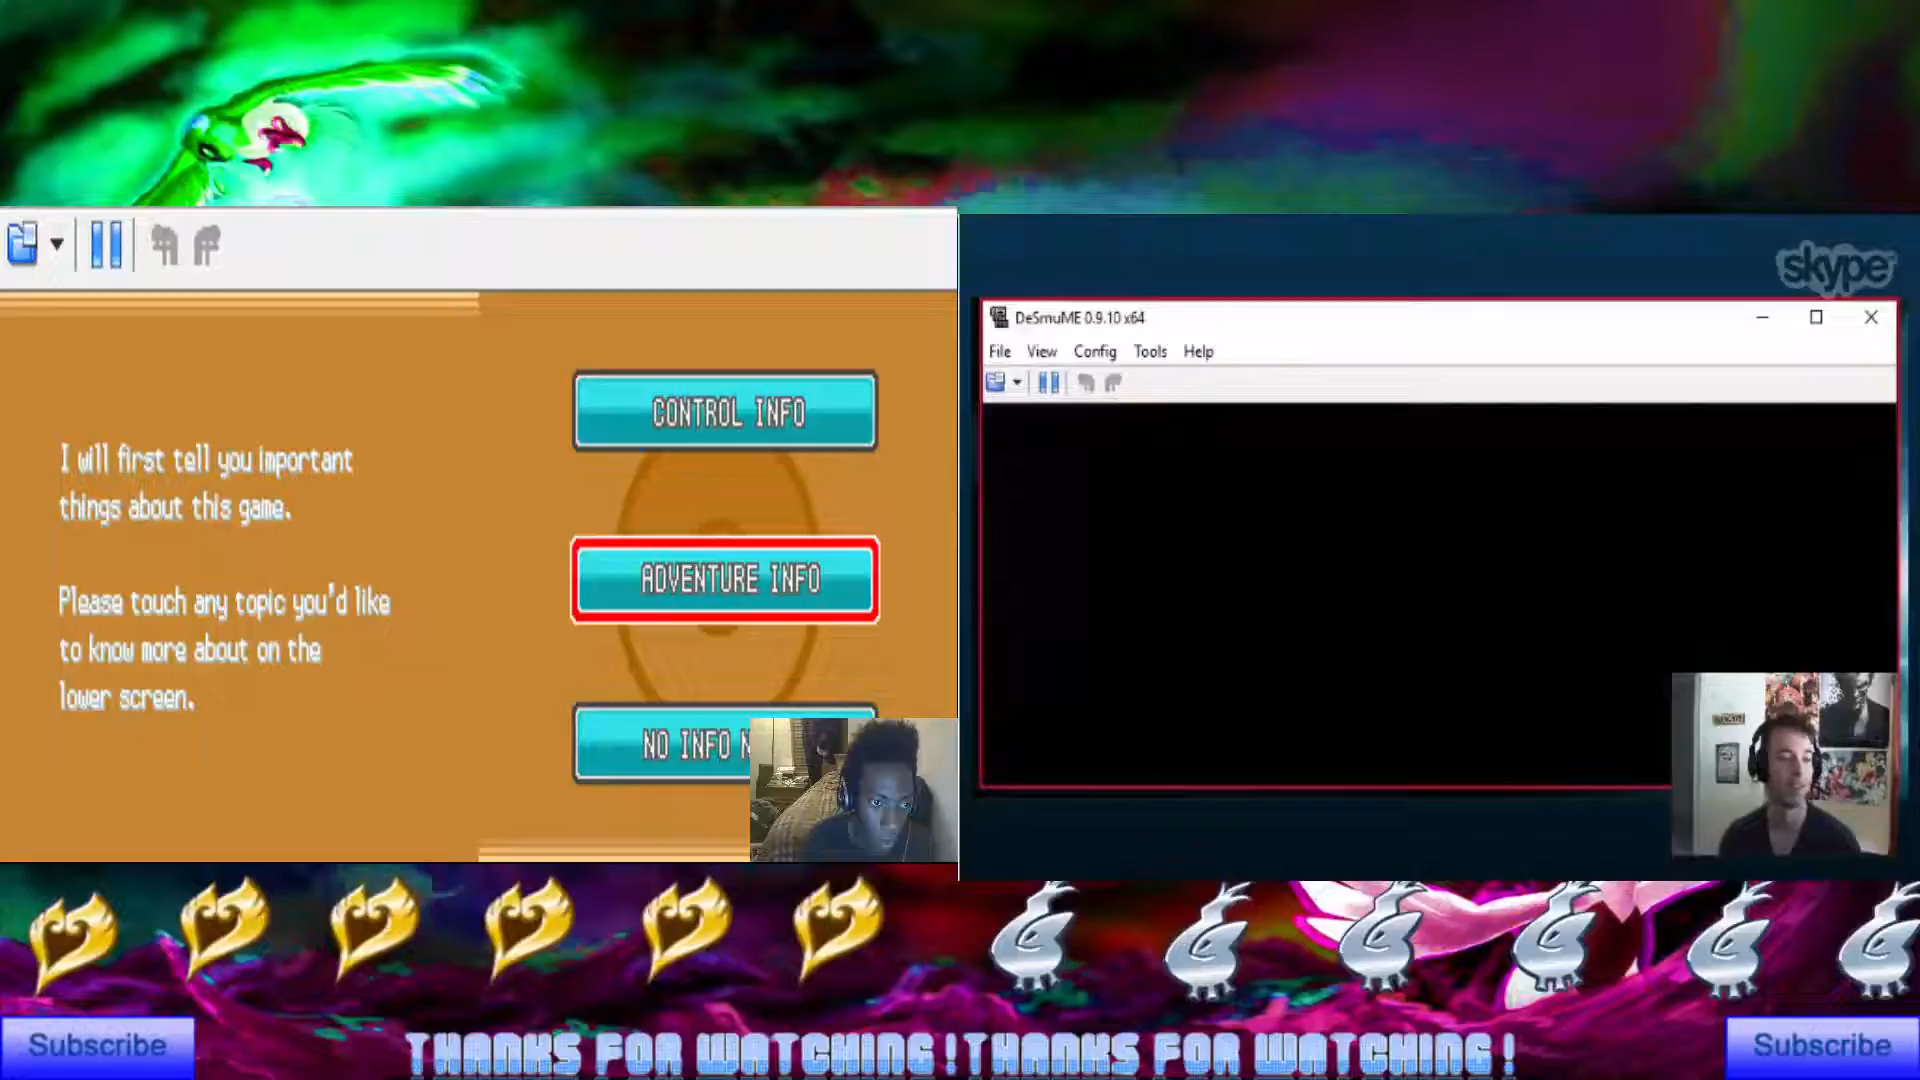 skype
DeSmuME 0.9.10 x64
File View Config Tools Help
CONTROL INFO
I will first tell you important
things about this game.
ADVENTURE INFO
Please touch any topic you'd like
to know more about on the
lower screen.
NO INFO N
Subscribe
THANKS FOR WATCHING!THANKS FOR WATCHING!
Subscribe